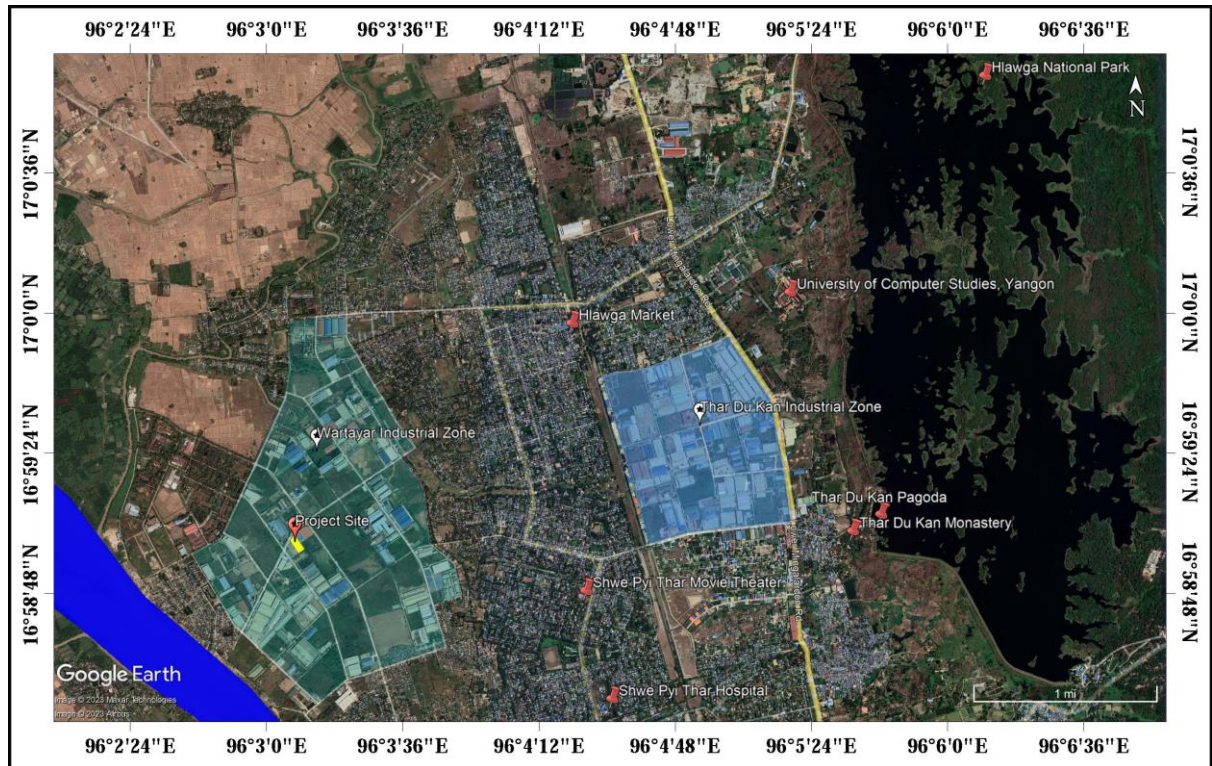 96°2'24"E 96°3'0"E 96°3'36"E 96°4'12"E 96°4'48"E 96°5'24"E 96°6'0"E 96°6'36"E
Hlawga National Park
N
17°0'36"N 17°0'36"N
University of Computer Studies, Yangon
17°0'0"N Hlawga Market 17°0'0"N
Thar Du Kan Industrial Zone
Wartayar Industrial Zone
16°59'24"N 16°59'24"N
Thar Du Kan Pagoda
Project Site
Thar Du Kan Monastery
16°58'48"N Shwe Pyi Thar Movie Theater 16°58'48"N
Google Earth
Shwe Pyi Thar Hospital
1 mi
Image © 2023 Maxar Technologies
Image © 2023 Airbus
96°2'24"E 96°3'0"E 96°3'36"E 96°4'12"E 96°4'48"E 96°5'24"E 96°6'0"E 96°6'36"E